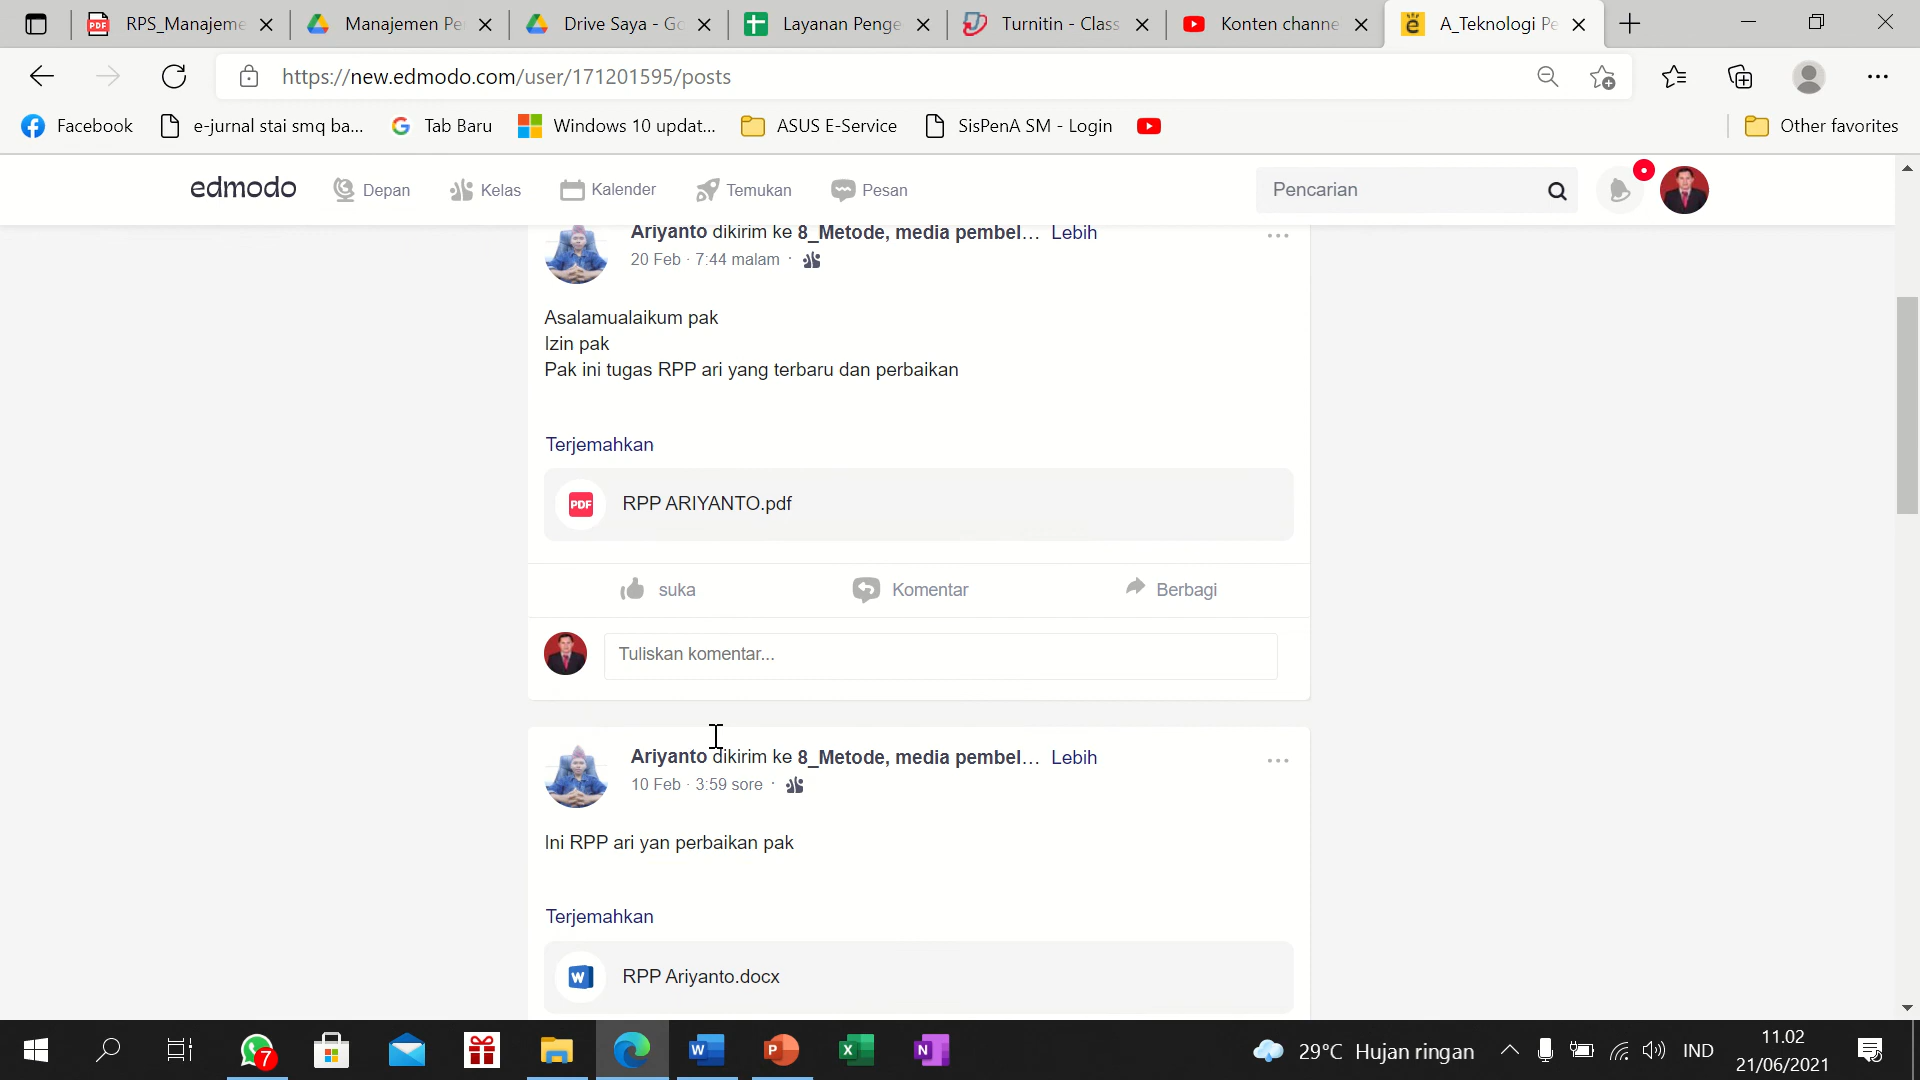 RPS_Manajeme
Manajemen Pe
Drive Saya - Go
Layanan Penge
Turnitin - Class
Konten channe
A_Teknologi Pe
https://new.edmodo.com/user/171201595/posts
Facebook
e-jurnal stai smq ba...
Tab Baru
Windows 10 updat...
ASUS E-Service
SisPenA SM - Login
Other favorites
edmodo
Depan
Kelas
Kalender
Temukan
Pesan
Pencarian
Ariyanto dikirim ke 8_Metode, media pembel... Lebih
20 Feb · 7:44 malam ·
Asalamualaikum pak
Izin pak
Pak ini tugas RPP ari yang terbaru dan perbaikan
Terjemahkan
PDF
RPP ARIYANTO.pdf
suka
Komentar
Berbagi
Tuliskan komentar...
Ariyanto dikirim ke 8_Metode, media pembel... Lebih
10 Feb · 3:59 sore ·
Ini RPP ari yan perbaikan pak
Terjemahkan
W
RPP Ariyanto.docx
7
29°C Hujan ringan
IND
11.02
21/06/2021